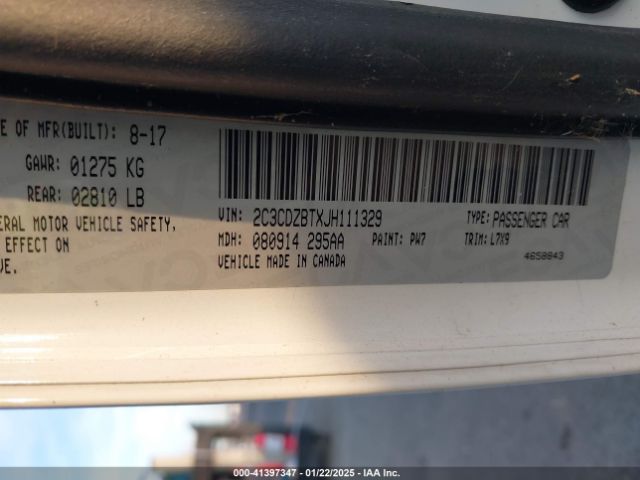 E OF MFR(BUILT): 8-17
GAWR: 01275 KG
REAR: 02810 LB
ERAL MOTOR VEHICLE SAFETY,
EFFECT ON
VE.
VIN: 2C3CDZBTXJH111329 TYPE: PASSENGER CAR
MDH: 080914 295AA PAINT: PW7 TRIM: L7X9
VEHICLE MADE IN CANADA
4658843
000-41397347 - 01/22/2025 - IAA Inc.